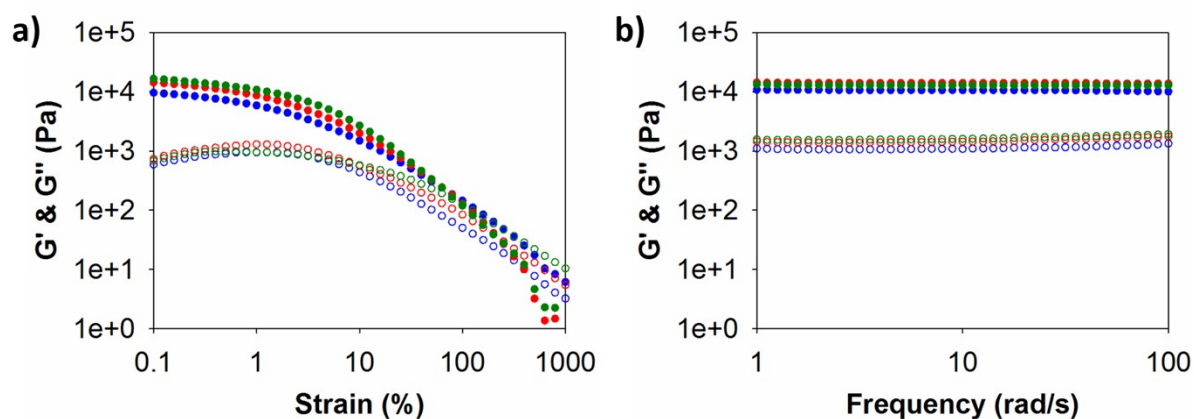 a)
G' & G'' (Pa)
1e+5
1e+4
1e+3
1e+2
1e+1
1e+0
0.1 1 10 100 1000
Strain (%)
b)
G' & G'' (Pa)
1e+5
1e+4
1e+3
1e+2
1e+1
1e+0
1 10 100
Frequency (rad/s)